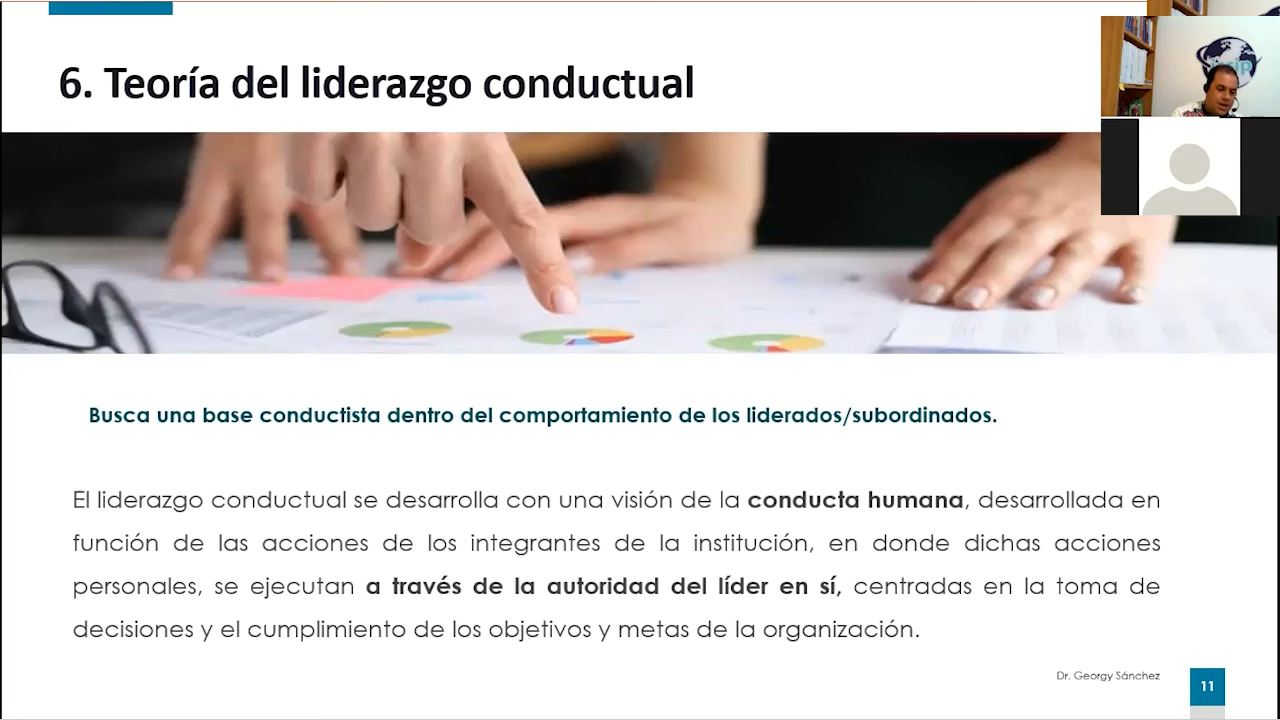 6. Teoría del liderazgo conductual
Busca una base conductista dentro del comportamiento de los liderados/subordinados.
El liderazgo conductual se desarrolla con una visión de la conducta humana, desarrollada en
función de las acciones de los integrantes de la institución, en donde dichas acciones
personales, se ejecutan a través de la autoridad del líder en sí, centradas en la toma de
decisiones y el cumplimiento de los objetivos y metas de la organización.
Dr. Georgy Sánchez
11